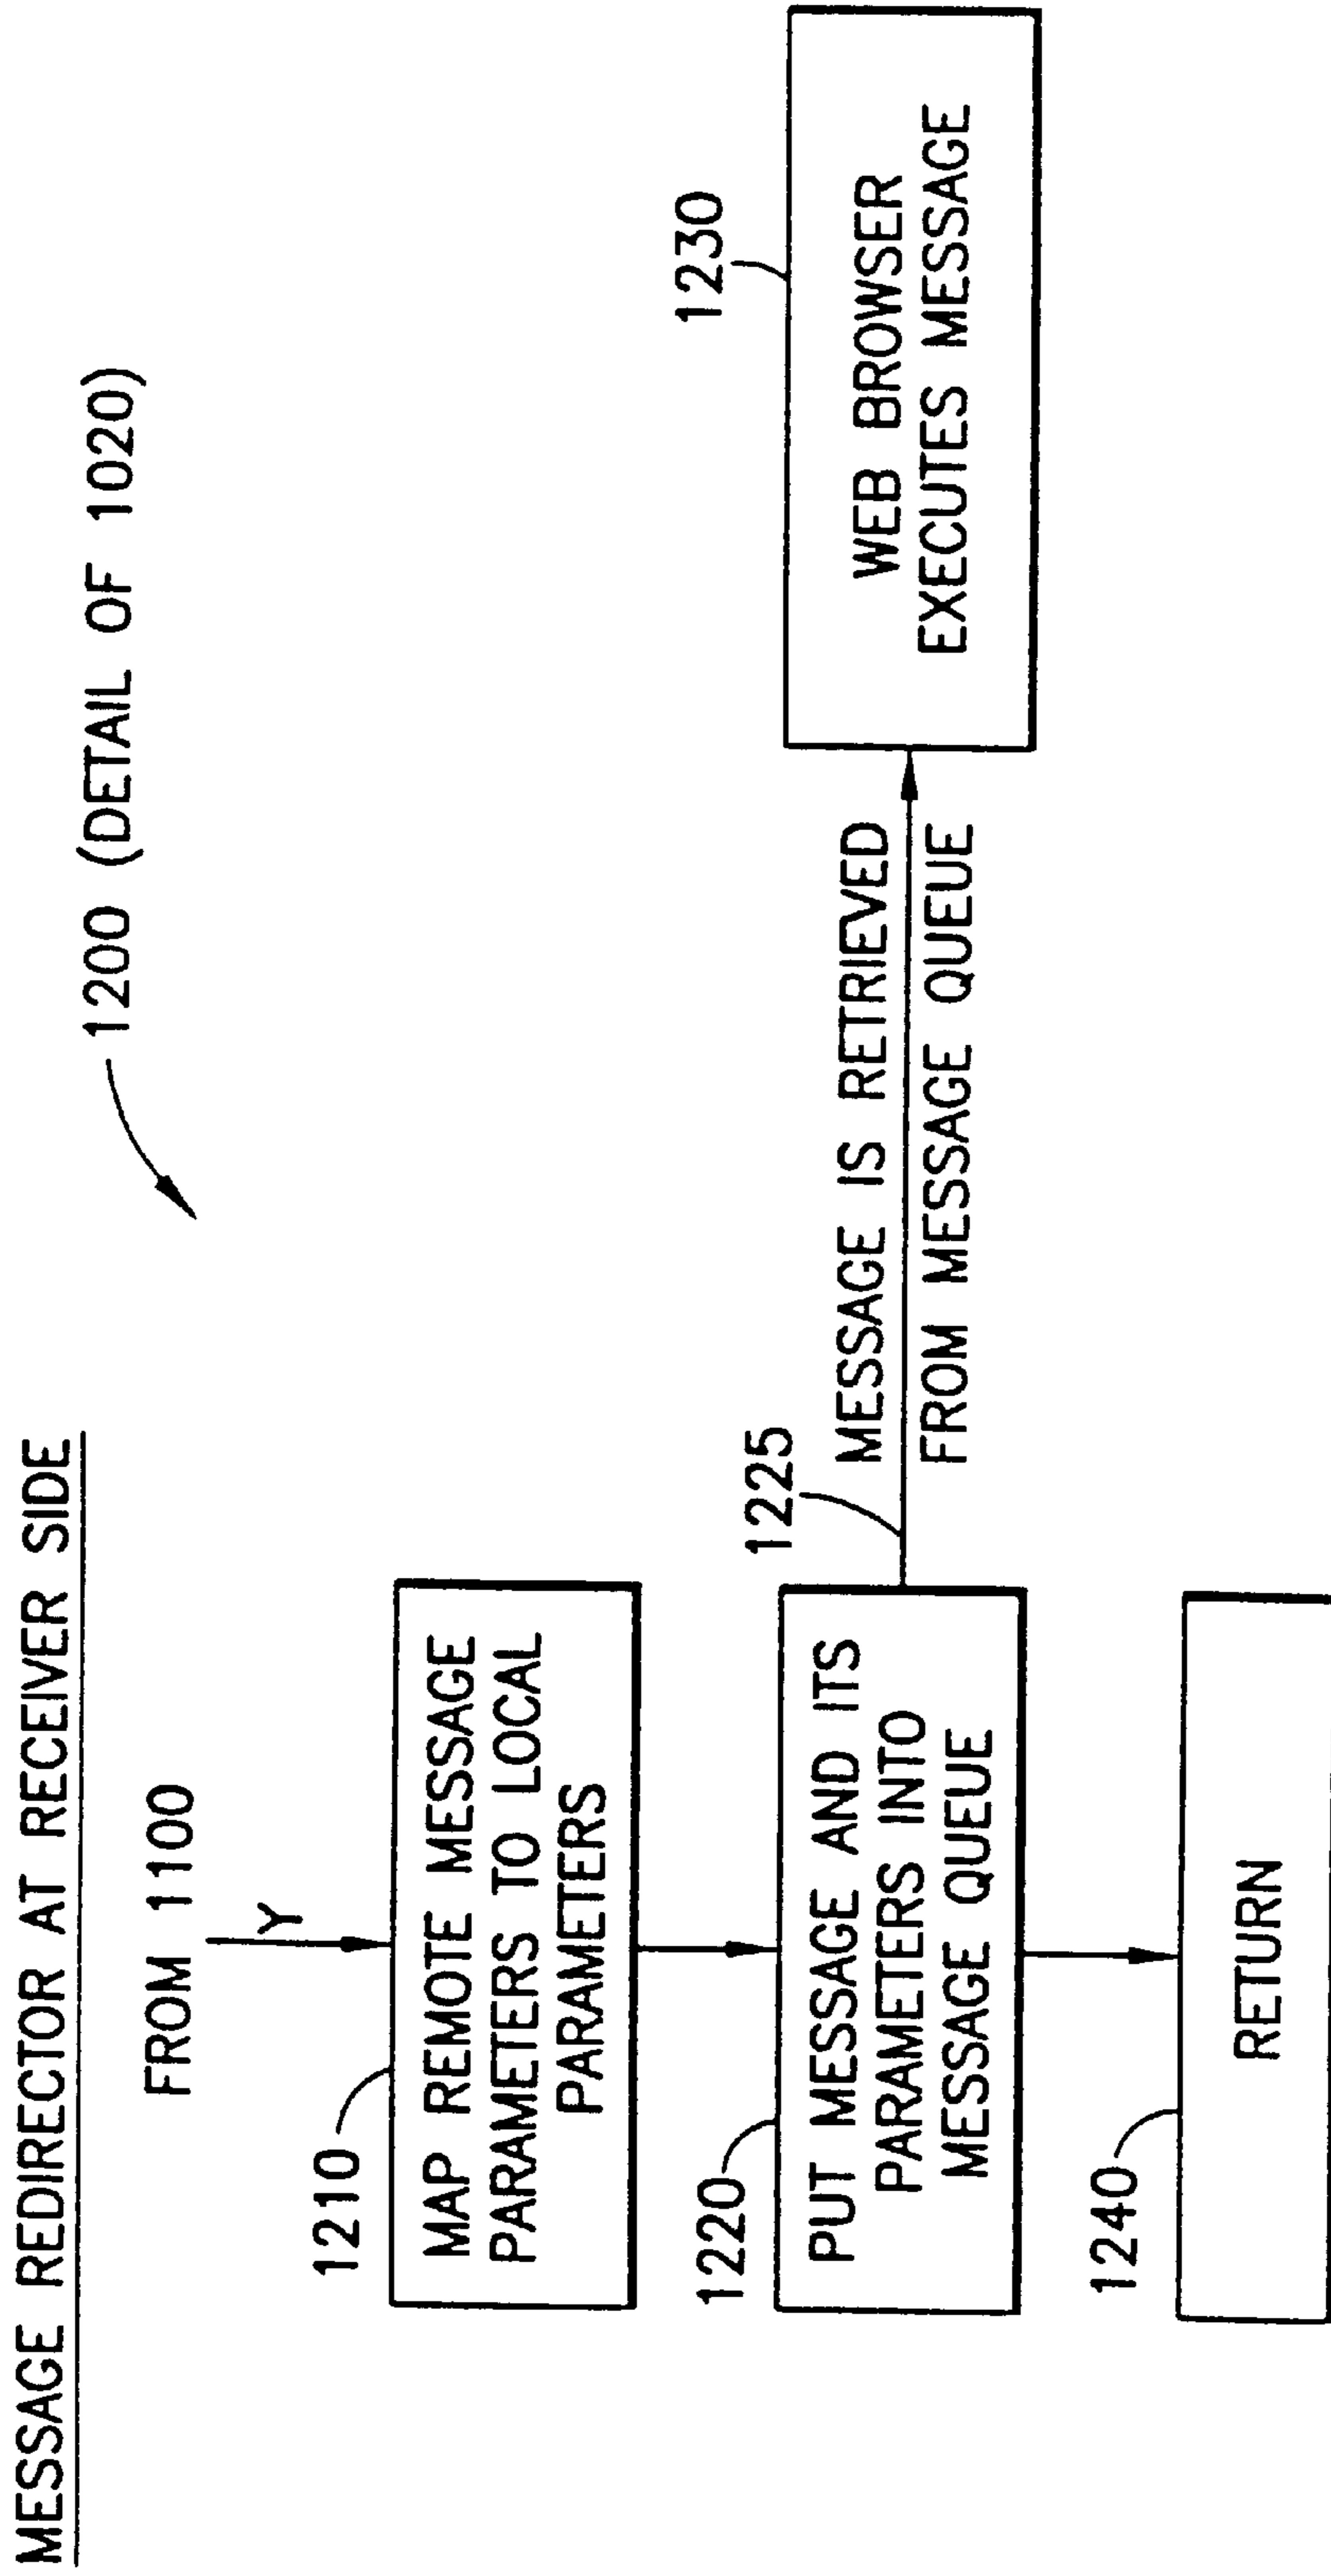 MESSAGE REDIRECTOR AT RECEIVER SIDE
1200 (DETAIL OF 1020)
FROM 1100
Y
1210
MAP REMOTE MESSAGE
PARAMETERS TO LOCAL
PARAMETERS
1220
PUT MESSAGE AND ITS
PARAMETERS INTO
MESSAGE QUEUE
1225
MESSAGE IS RETRIEVED
FROM MESSAGE QUEUE
1230
WEB BROWSER
EXECUTES MESSAGE
1240
RETURN